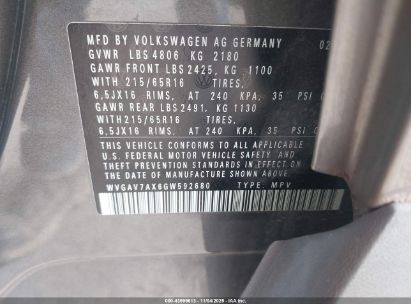 MFD BY VOLKSWAGEN AG GERMANY 02
GVWR LBS 4806 KG 2180
GAWR FRONT LBS 2425, KG 1100
WITH 215/65R16 TIRES,
6,5JX16 RIMS, AT 240 KPA, 35 PSI
GAWR REAR LBS 2491, KG 1130
WITH 215/65R16 TIRES,
6,5JX16 RIMS, AT 240 KPA, 35 PSI
THIS VEHICLE CONFORMS TO ALL APPLICABLE
U.S. FEDERAL MOTOR VEHICLE SAFETY
AND THEFT PREVENTION STANDARDS IN EFFECT ON
THE DATE OF MANUFACTURE SHOWN ABOVE.
WVGAV7AX6GW592680 TYPE: MPV